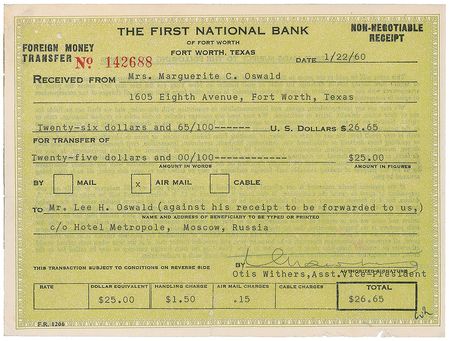 THE FIRST NATIONAL BANK
OF FORT WORTH
FORT WORTH, TEXAS
NON-NEGOTIABLE
RECEIPT
FOREIGN MONEY
TRANSFER No 142688
DATE 1/22/60
RECEIVED FROM Mrs. Marguerite C. Oswald
1605 Eighth Avenue, Fort Worth, Texas
Twenty-six dollars and 65/100------ U. S. DOLLARS $26.65
FOR TRANSFER OF
Twenty-five dollars and 00/100------ $25.00
AMOUNT IN WORDS AMOUNT IN FIGURES
BY MAIL x AIR MAIL CABLE
TO Mr. Lee H. Oswald (against his receipt to be forwarded to us,)
NAME AND ADDRESS OF BENEFICIARY TO BE TYPED OR PRINTED
c/o Hotel Metropole, Moscow, Russia
THIS TRANSACTION SUBJECT TO CONDITIONS ON REVERSE SIDE
BY
AUTHORIZED SIGNATURE
Otis Withers, Asst. Vice-President
RATE DOLLAR EQUIVALENT HANDLING CHARGE AIR MAIL CHARGES CABLE CHARGES TOTAL
$25.00 $1.50 .15 $26.65
F.R. 1266